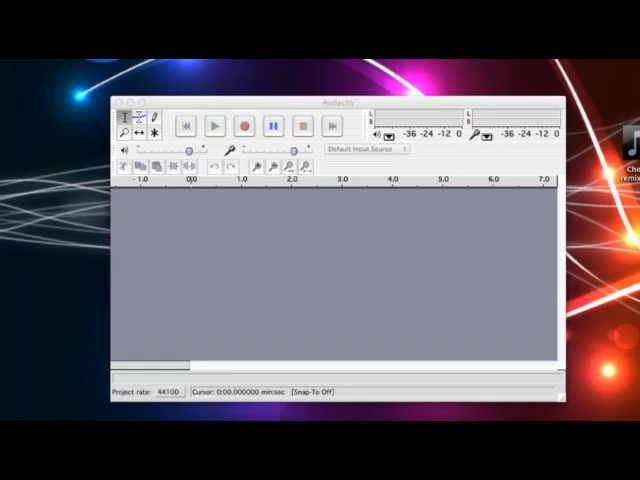 Audacity
L
R
-36 -24 -12 0
L
R
-36 -24 -12 0
Default Input Source
- 1.0 0.0 1.0 2.0 3.0 4.0 5.0 6.0 7.0
Cho
remix
Project rate: 44100 Cursor: 0:00.000000 min:sec [Snap-To Off]